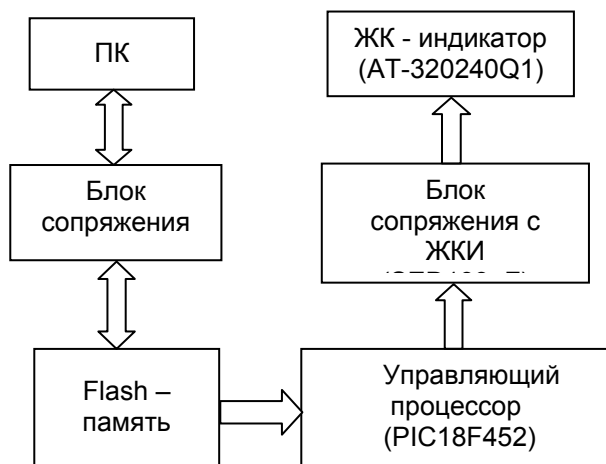 ПК
ЖК - индикатор
(AT-320240Q1)
Блок
сопряжения
Блок
сопряжения с
ЖКИ
Flash –
память
Управляющий
процессор
(PIC18F452)